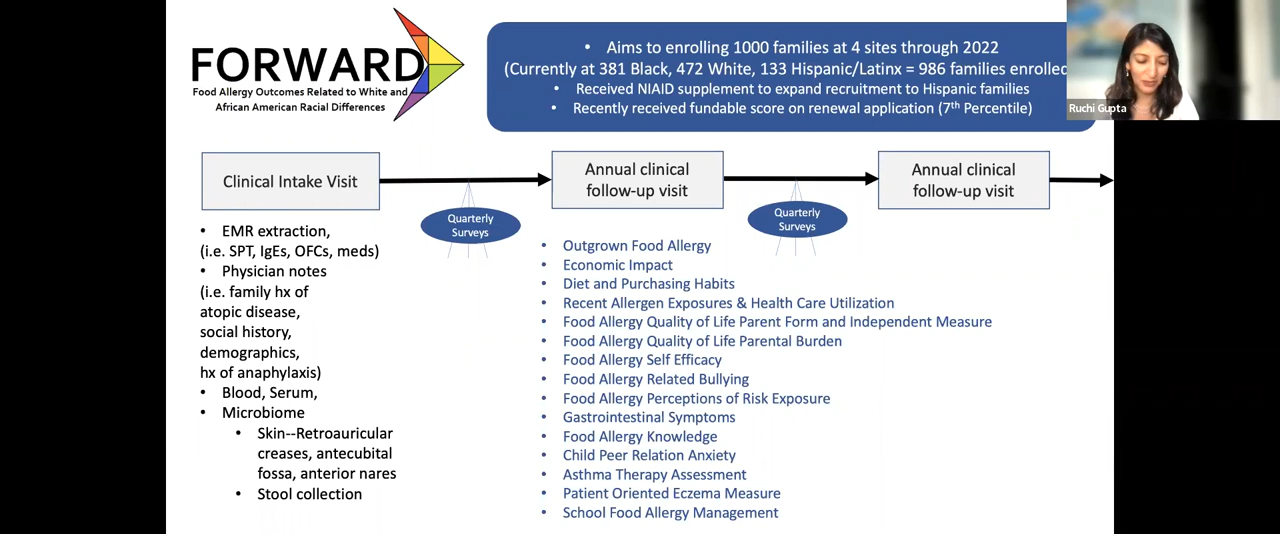 FORWARD
Food Allergy Outcomes Related to White and
African American Racial Differences
• Aims to enrolling 1000 families at 4 sites through 2022
(Currently at 381 Black, 472 White, 133 Hispanic/Latinx = 986 families enrolled
• Received NIAID supplement to expand recruitment to Hispanic families
• Recently received fundable score on renewal application (7th Percentile)
Ruchi Gupta
Clinical Intake Visit
Quarterly
Surveys
Annual clinical
follow-up visit
Quarterly
Surveys
Annual clinical
follow-up visit
• EMR extraction,
(i.e. SPT, IgEs, OFCs, meds)
• Physician notes
(i.e. family hx of
atopic disease,
social history,
demographics,
hx of anaphylaxis)
• Blood, Serum,
• Microbiome
• Skin--Retroauricular
creases, antecubital
fossa, anterior nares
• Stool collection
• Outgrown Food Allergy
• Economic Impact
• Diet and Purchasing Habits
• Recent Allergen Exposures & Health Care Utilization
• Food Allergy Quality of Life Parent Form and Independent Measure
• Food Allergy Quality of Life Parental Burden
• Food Allergy Self Efficacy
• Food Allergy Related Bullying
• Food Allergy Perceptions of Risk Exposure
• Gastrointestinal Symptoms
• Food Allergy Knowledge
• Child Peer Relation Anxiety
• Asthma Therapy Assessment
• Patient Oriented Eczema Measure
• School Food Allergy Management